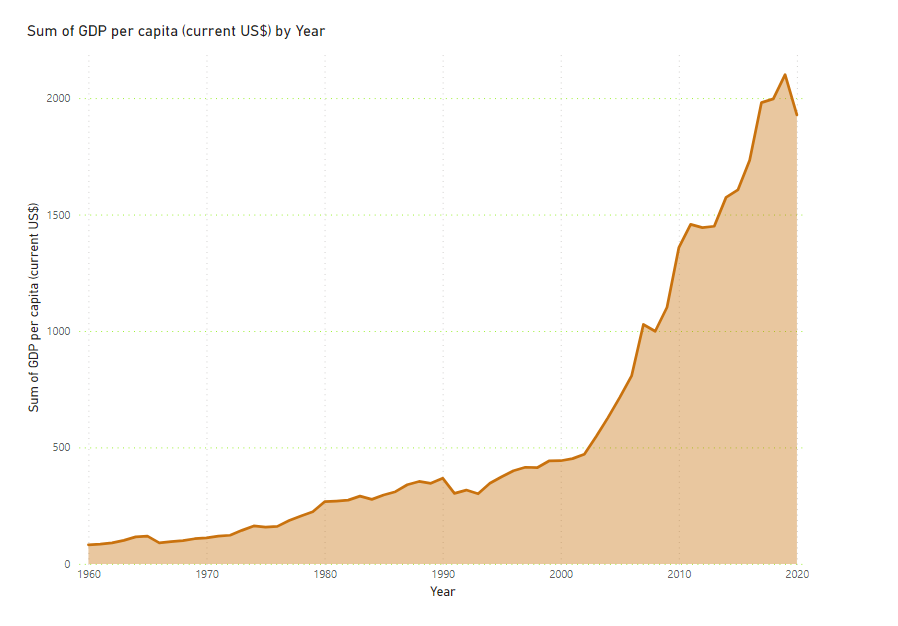 Sum of GDP per capita (current US$) by Year
Sum of GDP per capita (current US$)
2000
1500
1000
500
0
1960 1970 1980 1990 2000 2010 2020
Year